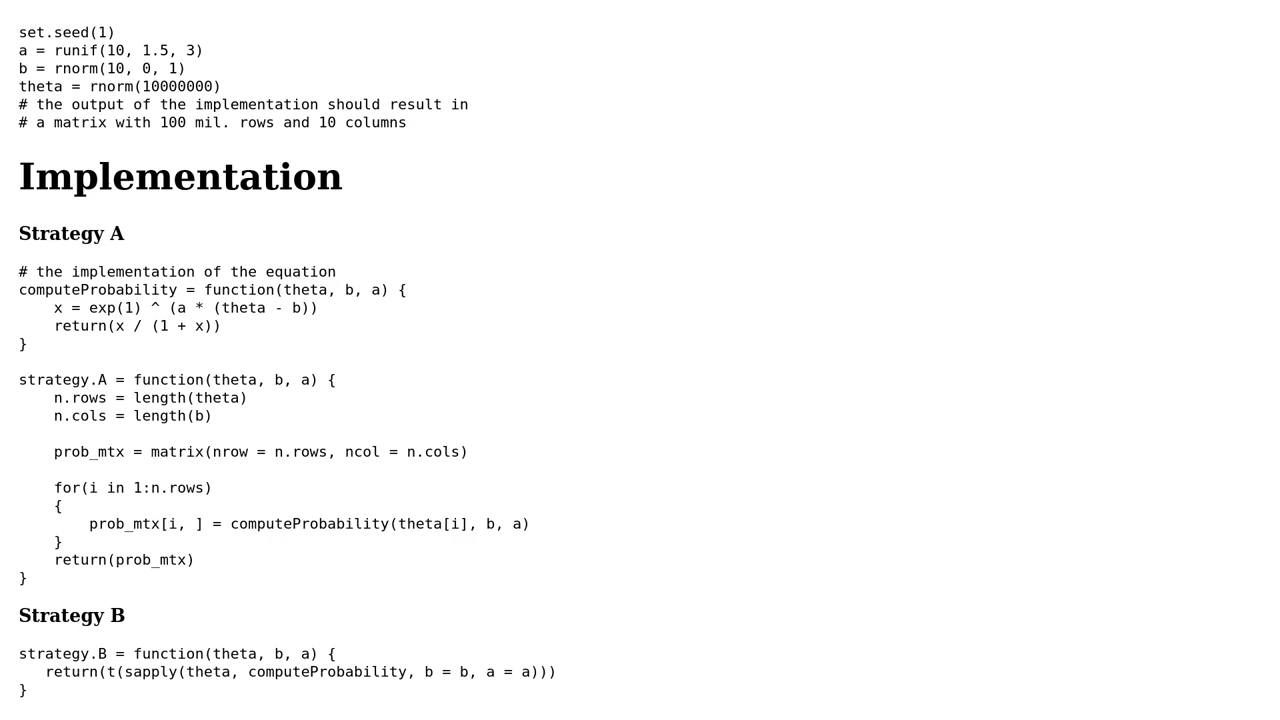 set.seed(1)
a = runif(10, 1.5, 3)
b = rnorm(10, 0, 1)
theta = rnorm(10000000)
# the output of the implementation should result in
# a matrix with 100 mil. rows and 10 columns
Implementation
Strategy A
# the implementation of the equation
computeProbability = function(theta, b, a) {
    x = exp(1) ^ (a * (theta - b))
    return(x / (1 + x))
}
strategy.A = function(theta, b, a) {
    n.rows = length(theta)
    n.cols = length(b)
    prob_mtx = matrix(nrow = n.rows, ncol = n.cols)
    for(i in 1:n.rows)
    {
        prob_mtx[i, ] = computeProbability(theta[i], b, a)
    }
    return(prob_mtx)
}
Strategy B
strategy.B = function(theta, b, a) {
   return(t(sapply(theta, computeProbability, b = b, a = a)))
}